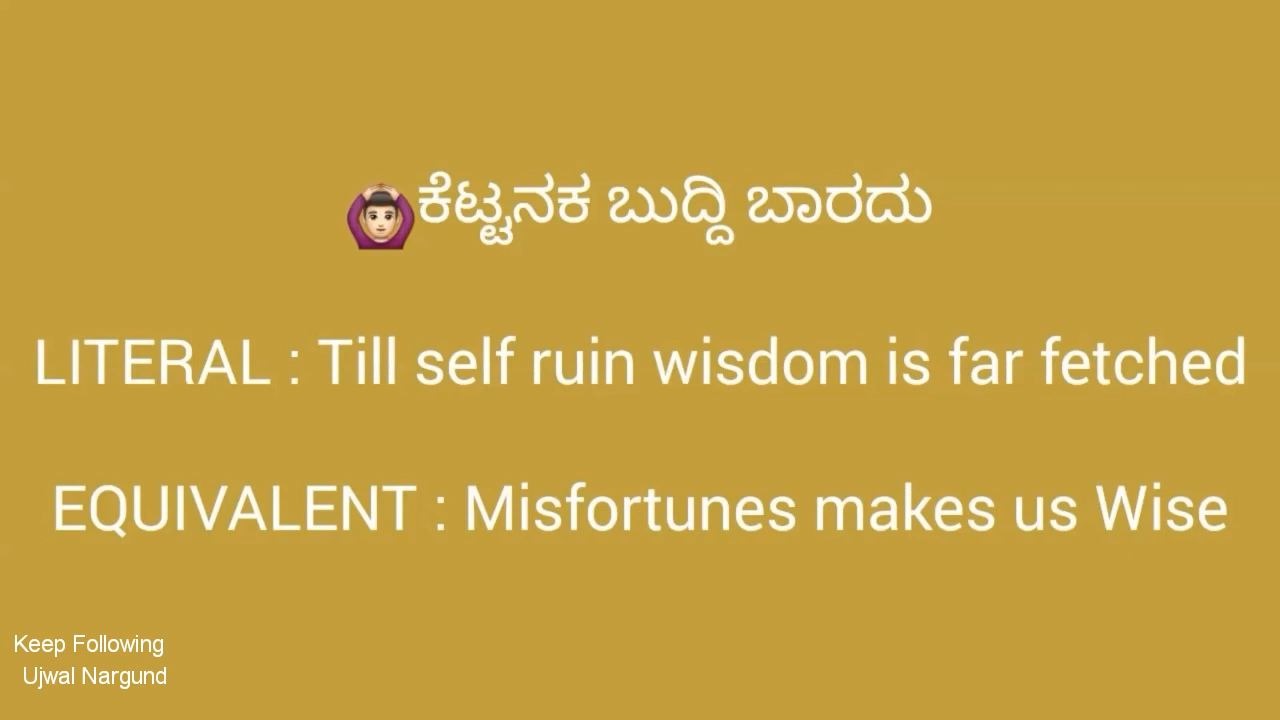 ಕೆಟ್ಟನಕ ಬುದ್ದಿ ಬಾರದು
LITERAL : Till self ruin wisdom is far fetched
EQUIVALENT : Misfortunes makes us Wise
Keep Following
Ujwal Nargund